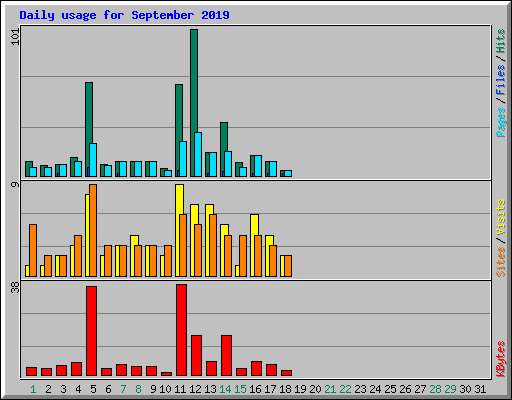 Daily usage for September 2019
101
Pages / Files / Hits
9
Sites / Visits
38
KBytes
1 2 3 4 5 6 7 8 9 10 11 12 13 14 15 16 17 18 19 20 21 22 23 24 25 26 27 28 29 30 31